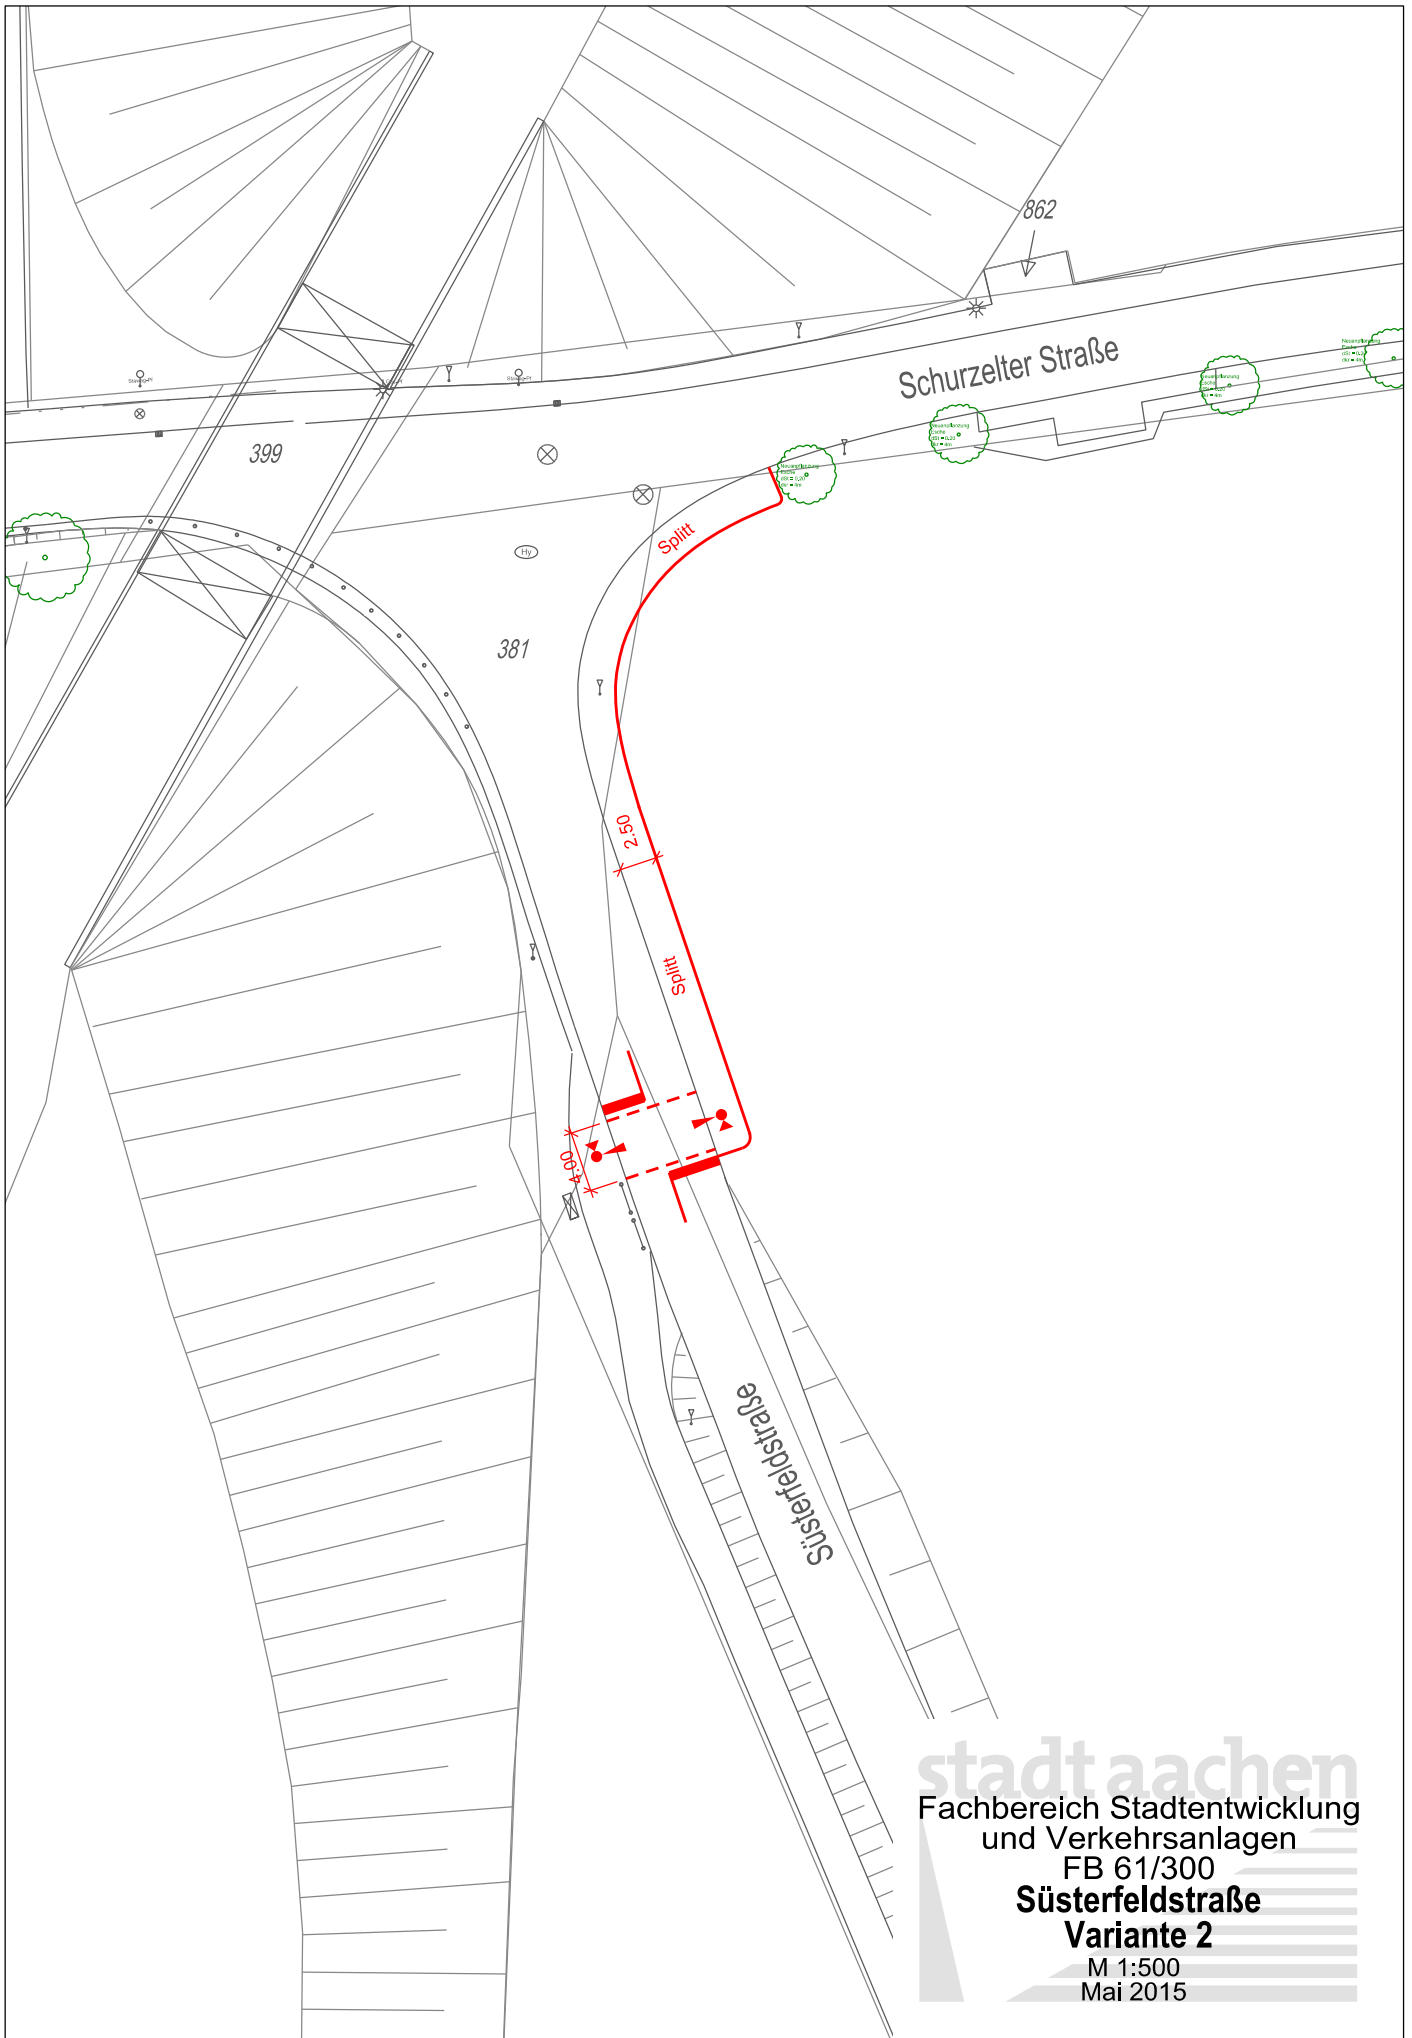 862
Schurzelter Straße
399
Hy
Splitt
381
2.50
Splitt
4.00
Süsterfeldstraße
stadt aachen
Fachbereich Stadtentwicklung
und Verkehrsanlagen
FB 61/300
Süsterfeldstraße
Variante 2
M 1:500
Mai 2015